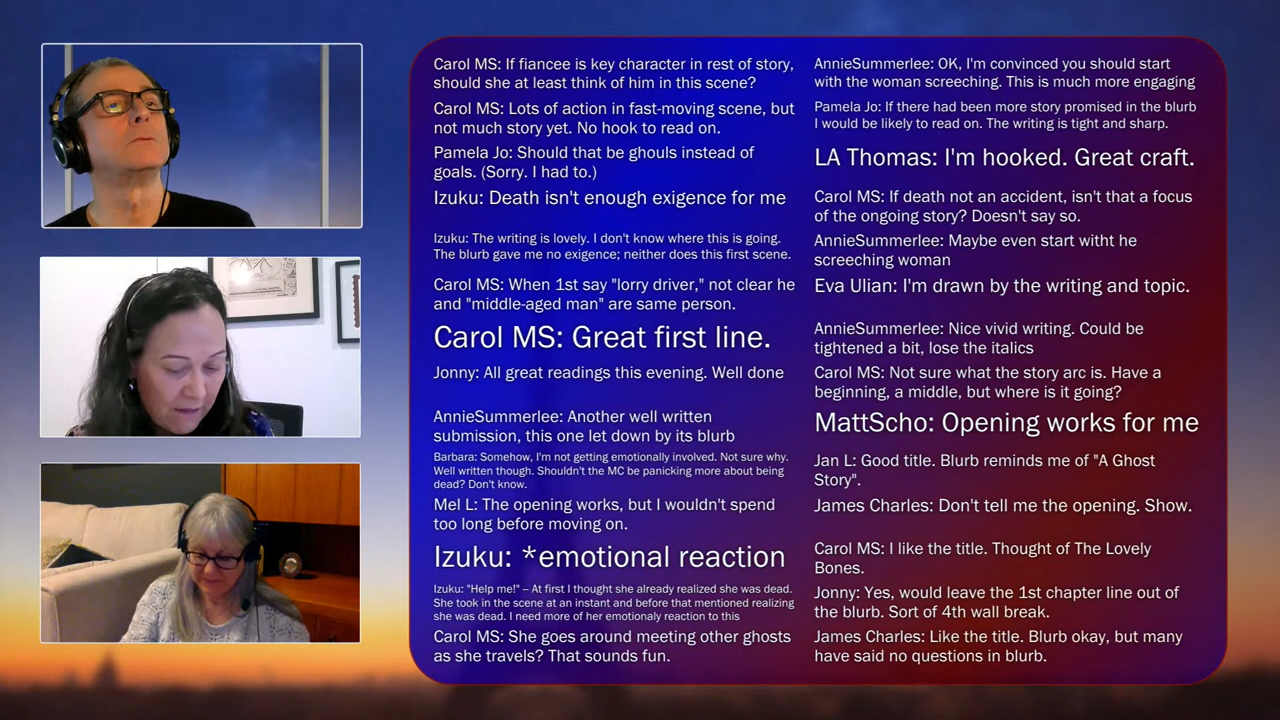 Carol MS: If fiancee is key character in rest of story,
should she at least think of him in this scene?
Carol MS: Lots of action in fast-moving scene, but
not much story yet. No hook to read on.
Pamela Jo: Should that be ghouls instead of
goals. (Sorry. I had to.)
Izuku: Death isn't enough exigence for me
Izuku: The writing is lovely. I don't know where this is going.
The blurb gave me no exigence; neither does this first scene.
Carol MS: When 1st say "lorry driver," not clear he
and "middle-aged man" are same person.
Carol MS: Great first line.
Jonny: All great readings this evening. Well done
AnnieSummerlee: Another well written
submission, this one let down by its blurb
Barbara: Somehow, I'm not getting emotionally involved. Not sure why.
Well written though. Shouldn't the MC be panicking more about being
dead? Don't know.
Mel L: The opening works, but I wouldn't spend
too long before moving on.
Izuku: *emotional reaction
Izuku: "Help me!" – At first I thought she already realized she was dead.
She took in the scene at an instant and before that mentioned realizing
she was dead. I need more of her emotionaly reaction to this
Carol MS: She goes around meeting other ghosts
as she travels? That sounds fun.
AnnieSummerlee: OK, I'm convinced you should start
with the woman screeching. This is much more engaging
Pamela Jo: If there had been more story promised in the blurb
I would be likely to read on. The writing is tight and sharp.
LA Thomas: I'm hooked. Great craft.
Carol MS: If death not an accident, isn't that a focus
of the ongoing story? Doesn't say so.
AnnieSummerlee: Maybe even start witht he
screeching woman
Eva Ulian: I'm drawn by the writing and topic.
AnnieSummerlee: Nice vivid writing. Could be
tightened a bit, lose the italics
Carol MS: Not sure what the story arc is. Have a
beginning, a middle, but where is it going?
MattScho: Opening works for me
Jan L: Good title. Blurb reminds me of "A Ghost
Story".
James Charles: Don't tell me the opening. Show.
Carol MS: I like the title. Thought of The Lovely
Bones.
Jonny: Yes, would leave the 1st chapter line out of
the blurb. Sort of 4th wall break.
James Charles: Like the title. Blurb okay, but many
have said no questions in blurb.